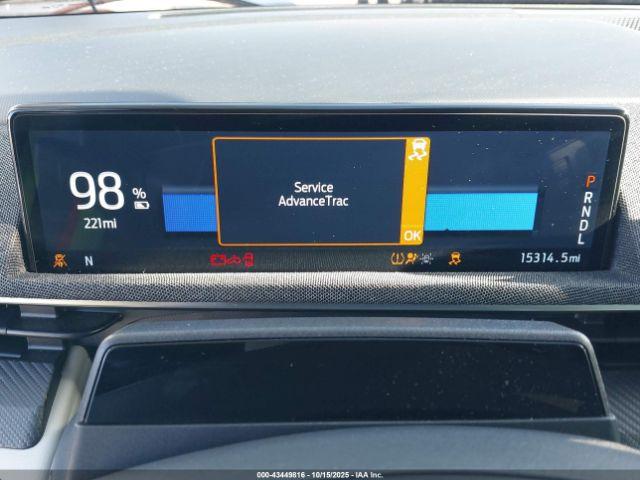 98 %
221mi
Service
AdvanceTrac
OK
P
R
N
D
L
N
15314.5mi
000-43449816 - 10/15/2025 - IAA Inc.